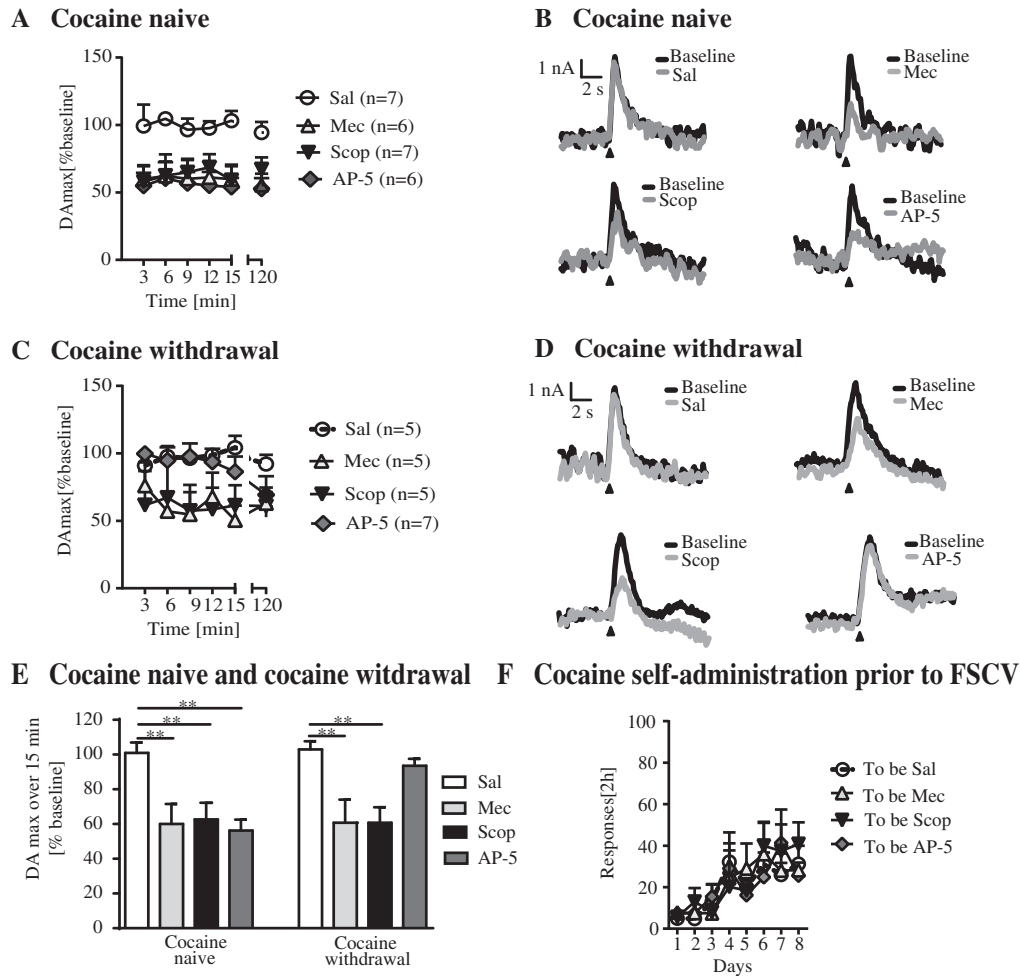 A Cocaine naive
150
100
50
0
DAmax[%baseline]
3 6 9 12 15 120
Time [min]
Sal (n=7)
Mec (n=6)
Scop (n=7)
AP-5 (n=6)
B Cocaine naive
1 nA
2 s
Baseline
Sal
Baseline
Mec
Baseline
Scop
Baseline
AP-5
C Cocaine withdrawal
150
100
50
0
DAmax[%baseline]
3 6 9 12 15 120
Time [min]
Sal (n=5)
Mec (n=5)
Scop (n=5)
AP-5 (n=7)
D Cocaine withdrawal
1 nA
2 s
Baseline
Sal
Baseline
Mec
Baseline
Scop
Baseline
AP-5
E Cocaine naive and cocaine witdrawal
120
100
80
60
40
20
0
DA max over 15 min
[% baseline]
**
**
**
**
**
Cocaine
naive
Cocaine
withdrawal
Sal
Mec
Scop
AP-5
F Cocaine self-administration prior to FSCV
100
80
60
40
20
0
Responses[2h]
1 2 3 4 5 6 7 8
Days
To be Sal
To be Mec
To be Scop
To be AP-5